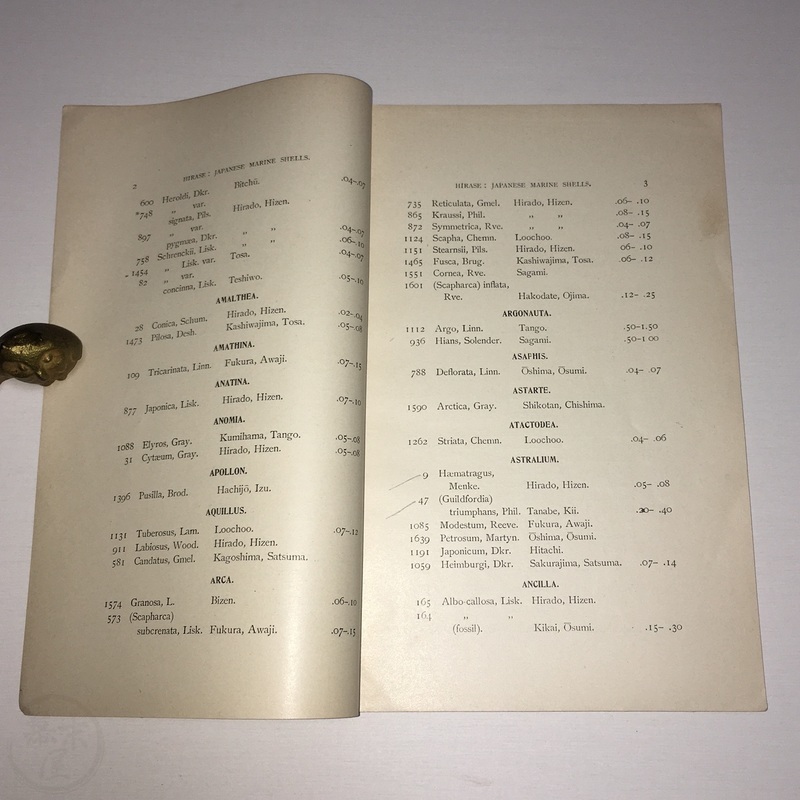 2 HIRASE: JAPANESE MARINE SHELLS.
600 Heroldi, Dkr. Bitchū. .04-.07
*748 „ var.
signata, Pils. Hirado, Hizen.
897 „ var.
pygmæa, Dkr. „ „ .04-.07
758 Schrenckii, Lisk. „ „ .06-.10
1454 „ Lisk. var. Tosa. .04-.07
82 „ var.
concinna, Lisk. Teshiwo. .05-.10
AMALTHEA.
28 Conica, Schum. Hirado, Hizen. .02-.04
1473 Pilosa, Desh. Kashiwajima, Tosa. .05-.08
AMATHINA.
109 Tricarinata, Linn. Fukura, Awaji. .07-.15
ANATINA.
877 Japonica, Lisk. Hirado, Hizen. .07-.10
ANOMIA.
1088 Elyros, Gray. Kumihama, Tango. .05-.08
31 Cytæum, Gray. Hirado, Hizen. .05-.08
APOLLON.
1396 Pusilla, Brod. Hachijō, Izu.
AQUILLUS.
1131 Tuberosus, Lam. Loochoo. .07-.12
911 Labiosus, Wood. Hirado, Hizen.
581 Candatus, Gmel. Kagoshima, Satsuma.
ARCA.
1574 Granosa, L. Bizen. .06-.10
573 (Scapharca)
subcrenata, Lisk. Fukura, Awaji. .07-.15
HIRASE: JAPANESE MARINE SHELLS. 3
735 Reticulata, Gmel. Hirado, Hizen. .06- .10
865 Kraussi, Phil. „ „ .08- .15
872 Symmetrica, Rve. „ „ .04- .07
1124 Scapha, Chemn. Loochoo. .08- .15
1151 Stearnsii, Pils. Hirado, Hizen. 06- .10
1465 Fusca, Brug. Kashiwajima, Tosa. .06- .12
1551 Cornea, Rve. Sagami.
1601 (Scapharca) inflata,
Rve. Hakodate, Ojima. .12- .25
ARGONAUTA.
1112 Argo, Linn. Tango. .50-1.50
936 Hians, Solender. Sagami. .50-1 00
ASAFHIS.
788 Deflorata, Linn. Ōshima, Ōsumi. .04- .07
ASTARTE.
1590 Arctica, Gray. Shikotan, Chishima.
ATACTODEA.
1262 Striata, Chemn. Loochoo. .04- .06
ASTRALIUM.
9 Hæmatragus,
Menke. Hirado, Hizen. .05- .08
47 (Guildfordia)
triumphans, Phil. Tanabe, Kii. .20- .40
1085 Modestum, Reeve. Fukura, Awaji.
1639 Petrosum, Martyn. Ōshima, Ōsumi.
1191 Japonicum, Dkr. Hitachi.
1059 Heimburgi, Dkr. Sakurajima, Satsuma. .07- .14
ANCILLA.
165 Albo-callosa, Lisk. Hirado, Hizen.
164 „ „
(fossil). Kikai, Ōsumi. .15- .30